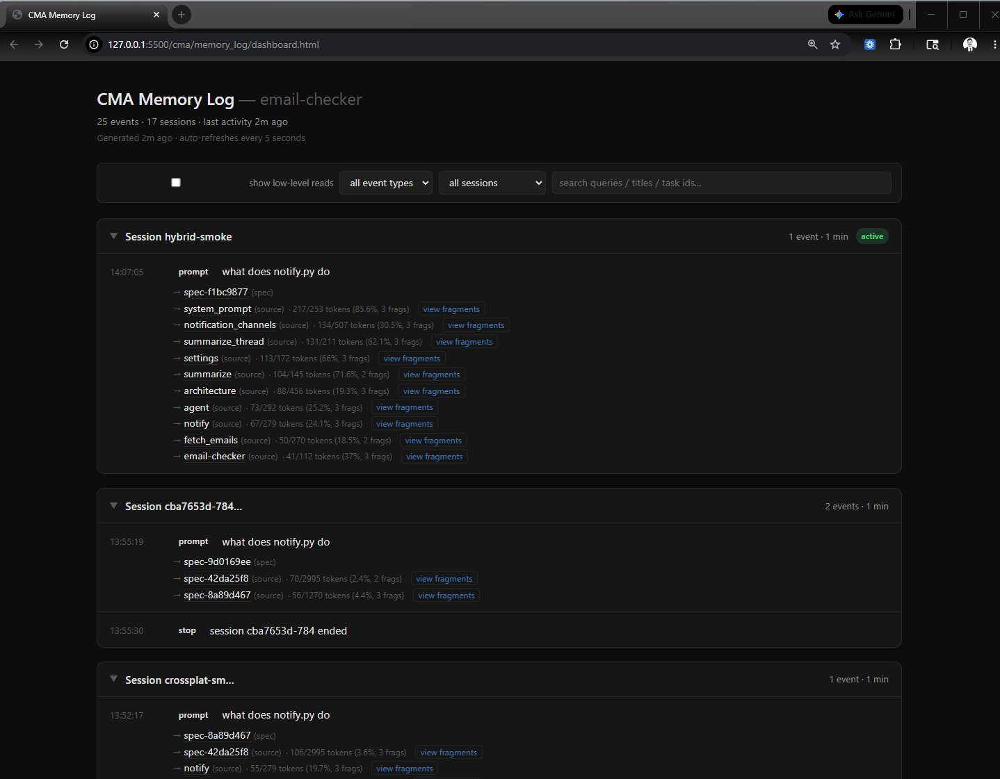 CMA Memory Log
Ask Gemini
127.0.0.1:5500/cma/memory_log/dashboard.html
CMA Memory Log — email-checker
25 events · 17 sessions · last activity 2m ago
Generated 2m ago · auto-refreshes every 5 seconds
show low-level reads all event types all sessions search queries / titles / task ids...
Session hybrid-smoke 1 event · 1 min active
14:07:05 prompt what does notify.py do
→ spec-f1bc9877 (spec)
→ system_prompt (source) · 217/253 tokens (85.6%, 3 frags) view fragments
→ notification_channels (source) · 154/507 tokens (30.5%, 3 frags) view fragments
→ summarize_thread (source) · 131/211 tokens (62.1%, 3 frags) view fragments
→ settings (source) · 113/172 tokens (66%, 3 frags) view fragments
→ summarize (source) · 104/145 tokens (71.6%, 2 frags) view fragments
→ architecture (source) · 88/456 tokens (19.3%, 3 frags) view fragments
→ agent (source) · 73/292 tokens (25.2%, 3 frags) view fragments
→ notify (source) · 67/279 tokens (24.1%, 3 frags) view fragments
→ fetch_emails (source) · 50/270 tokens (18.5%, 2 frags) view fragments
→ email-checker (source) · 41/112 tokens (37%, 3 frags) view fragments
Session cba7653d-784... 2 events · 1 min
13:55:19 prompt what does notify.py do
→ spec-9d0169ee (spec)
→ spec-42da25f8 (source) · 70/2995 tokens (2.4%, 2 frags) view fragments
→ spec-8a89d467 (source) · 56/1270 tokens (4.4%, 3 frags) view fragments
13:55:30 stop session cba7653d-784 ended
Session crossplat-sm... 1 event · 1 min
13:52:17 prompt what does notify.py do
→ spec-8a89d467 (spec)
→ spec-42da25f8 (source) · 106/2995 tokens (3.6%, 3 frags) view fragments
→ notify (source) · 55/279 tokens (19.7%, 3 frags) view fragments